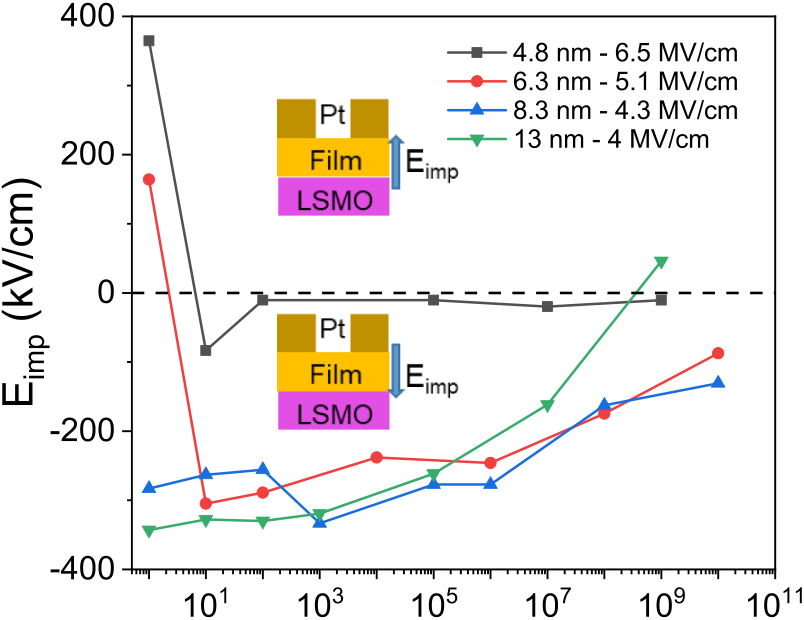 400
200
0
-200
-400
E_imp (kV/cm)
4.8 nm - 6.5 MV/cm
6.3 nm - 5.1 MV/cm
8.3 nm - 4.3 MV/cm
13 nm - 4 MV/cm
Pt
Film
E_imp
LSMO
Pt
Film
E_imp
LSMO
10^1
10^3
10^5
10^7
10^9
10^11